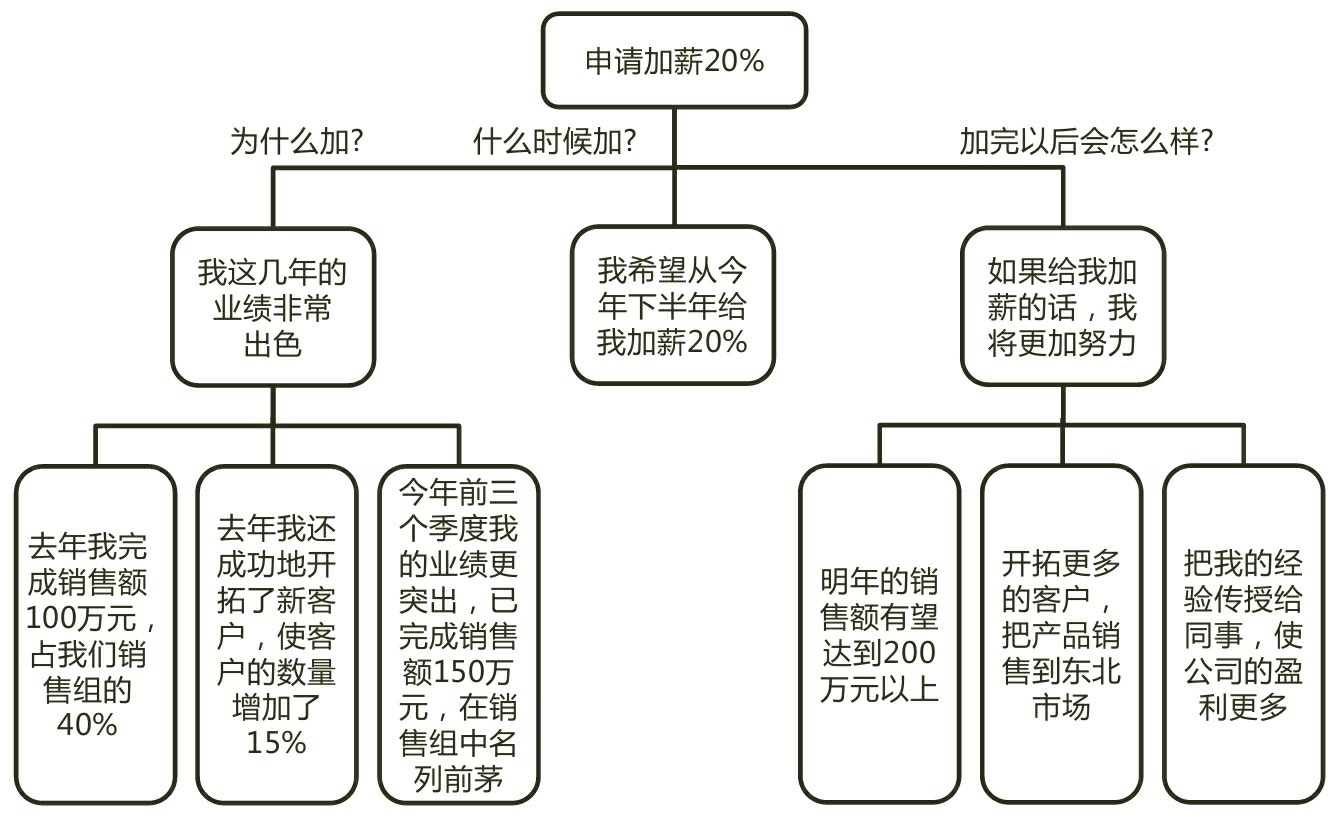 申请加薪20%
为什么加?
什么时候加?
加完以后会怎么样?
我这几年的
业绩非常
出色
我希望从今
年下半年给
我加薪20%
如果给我加
薪的话，我
将更加努力
去年我完
成销售额
100万元，
占我们销
售组的
40%
去年我还
成功地开
拓了新客
户，使客
户的数量
增加了
15%
今年前三
个季度我
的业绩更
突出，已
完成销售
额150万
元，在销
售组中名
列前茅
明年的销
售额有望
达到200
万元以上
开拓更多
的客户，
把产品销
售到东北
市场
把我的经
验传授给
同事，使
公司的盈
利更多